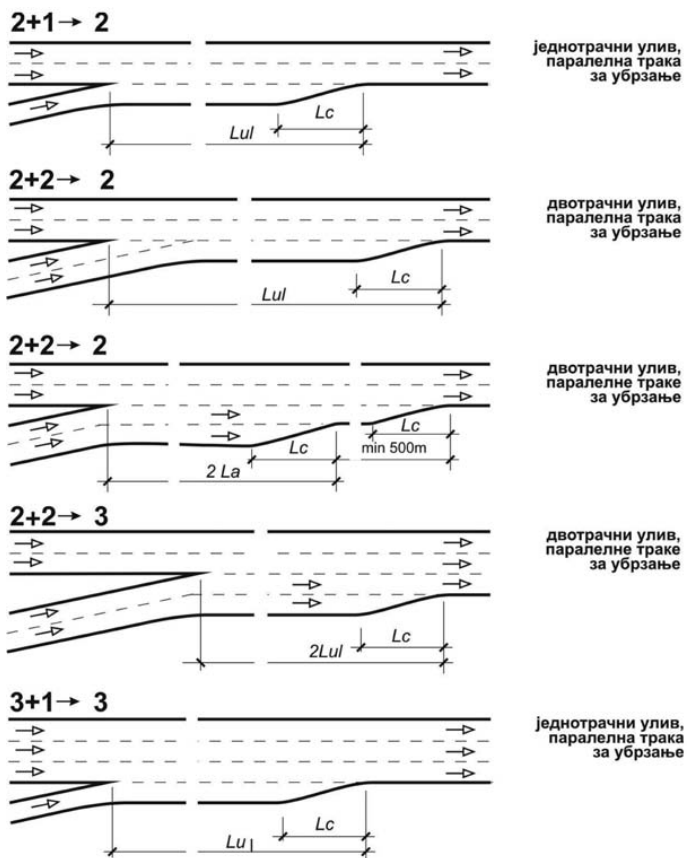 2+1→ 2
једнотрачни улив,
паралелна трака
за убрзање
Lc
Lul
2+2→ 2
двотрачни улив,
паралелна трака
за убрзање
Lc
Lul
2+2→ 2
двотрачни улив,
паралелне траке
за убрзање
Lc
Lc
min 500m
2 La
2+2→ 3
двотрачни улив,
паралелне траке
за убрзање
Lc
2Lul
3+1→ 3
једнотрачни улив,
паралелна трака
за убрзање
Lc
Lul